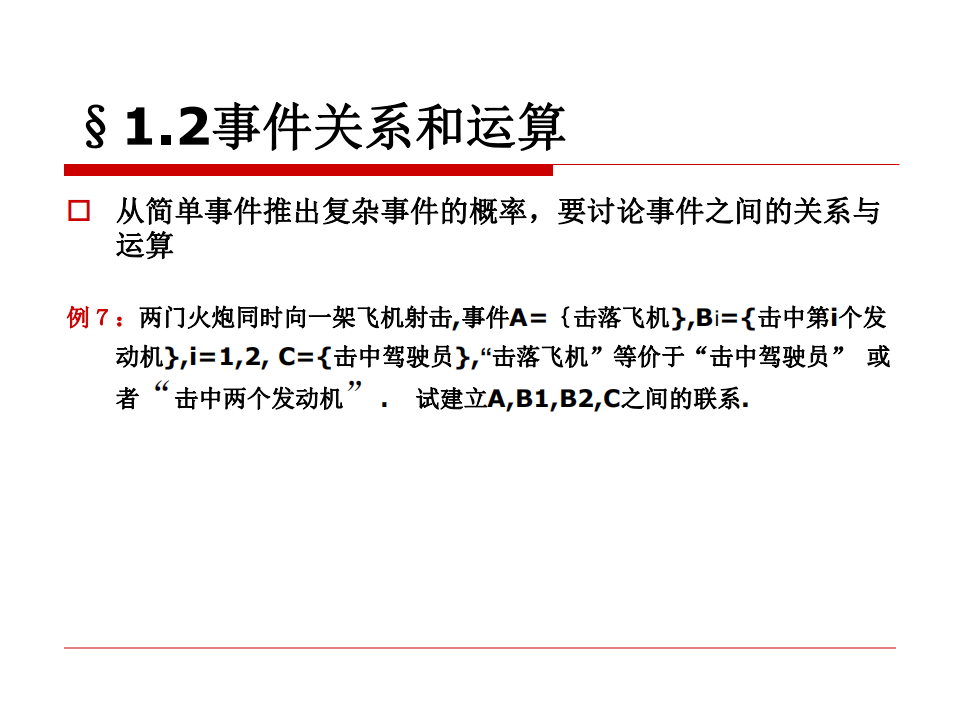 §1.2事件关系和运算
从简单事件推出复杂事件的概率，要讨论事件之间的关系与
运算
例７：两门火炮同时向一架飞机射击,事件A=｛击落飞机},Bi={击中第i个发
动机},i=1,2, C={击中驾驶员},“击落飞机”等价于“击中驾驶员” 或
者“击中两个发动机”. 试建立A,B1,B2,C之间的联系.